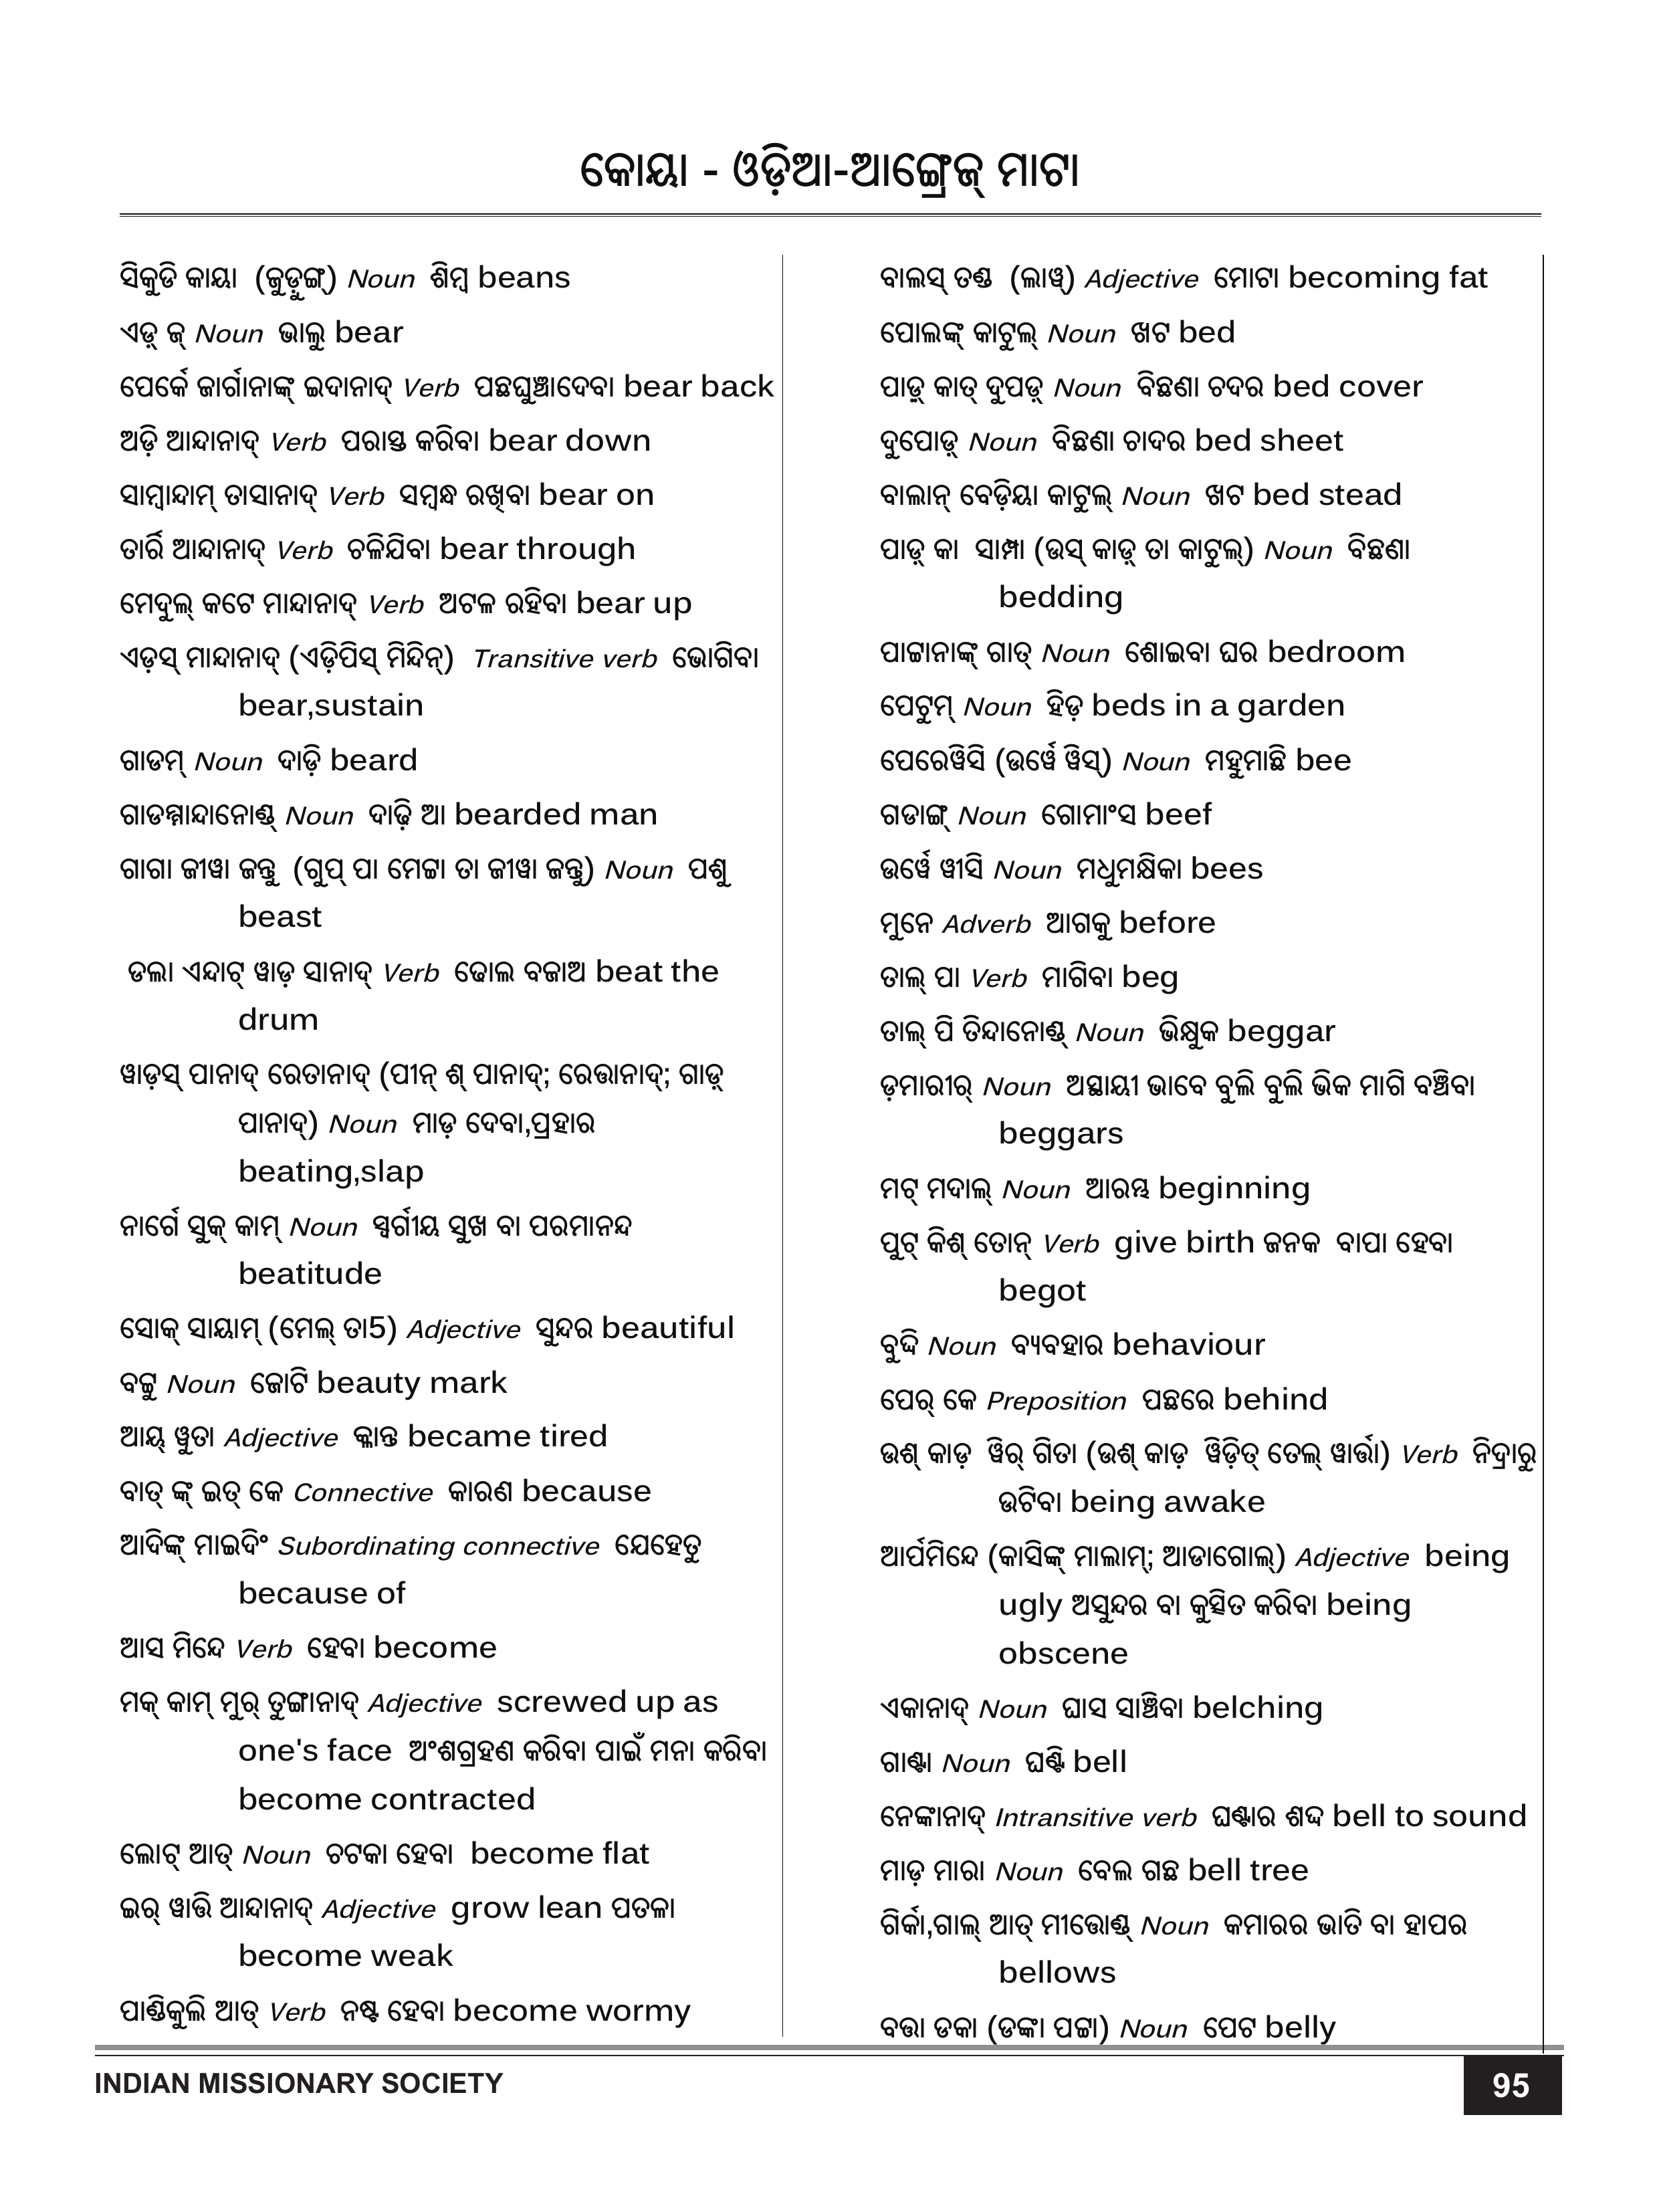 କୋୟା - ଓଡ଼ିଆ-ଆଙ୍ଗ୍ରେଜ୍ ମାଟା
ସିକୁଡି କାୟା (ଜୁଡ଼ୁଙ୍ଗ୍) Noun ଶିମ୍ବ beans
ଏଡ଼୍ ଜ୍ Noun ଭାଲୁ bear
ପେର୍କେ ଜାର୍ଗାନାଙ୍କ୍ ଇଦାନାଦ୍ Verb ପଛଘୁଞ୍ଚାଦେବା bear back
ଅଡ଼ି ଆନ୍ଦାନାଦ୍ Verb ପରାସ୍ତ କରିବା bear down
ସାମ୍ବାନ୍ଦାମ୍ ତାସାନାଦ୍ Verb ସମ୍ବନ୍ଧ ରଖିବା bear on
ତାର୍ରି ଆନ୍ଦାନାଦ୍ Verb ଚଳିଯିବା bear through
ମେଦୁଲ୍ କଟେ ମାନ୍ଦାନାଦ୍ Verb ଅଟଳ ରହିବା bear up
ଏଡ଼ସ୍ ମାନ୍ଦାନାଦ୍ (ଏଡ଼ିପିସ୍ ମିନ୍ଦିନ୍) Transitive verb ଭୋଗିବା
bear,sustain
ଗାଡମ୍ Noun ଦାଡ଼ି beard
ଗାଡମ୍ମାନ୍ଦାନୋଣ୍ଡ୍ Noun ଦାଢ଼ି ଆ bearded man
ଗାଗା ଜୀୱା ଜନ୍ତୁ (ଗୁପ୍ ପା ମେଟ୍ଟା ତା ଜୀୱା ଜନ୍ତୁ) Noun ପଶୁ
beast
ଡଲା ଏନ୍ଦାଟ୍ ୱାଡ଼ ସାନାଦ୍ Verb ଢୋଲ ବଜାଅ beat the
drum
ୱାଡ଼ସ୍ ପାନାଦ୍ ରେତାନାଦ୍ (ପୀନ୍ ଶ୍ ପାନାଦ୍; ରେତ୍ତାନାଦ୍; ଗାଡ଼୍
ପାନାଦ୍) Noun ମାଡ଼ ଦେବା,ପ୍ରହାର
beating,slap
ନାର୍ଗେ ସୁକ୍ କାମ୍ Noun ସ୍ୱର୍ଗୀୟ ସୁଖ ବା ପରମାନନ୍ଦ
beatitude
ସୋକ୍ ସାୟାମ୍ (ମେଲ୍ ତା5) Adjective ସୁନ୍ଦର beautiful
ବଟ୍ଟୁ Noun ଜୋଟି beauty mark
ଆୟ୍ ୱୁତା Adjective କ୍ଳାନ୍ତ became tired
ବାତ୍ ଙ୍କ୍ ଇତ୍ କେ Connective କାରଣ because
ଆଦିଙ୍କ୍ ମାଇଦିଂ Subordinating connective ଯେହେତୁ
because of
ଆସ ମିନ୍ଦେ Verb ହେବା become
ମକ୍ କାମ୍ ମୁର୍ ତୁଙ୍ଗାନାଦ୍ Adjective screwed up as
one's face ଅଂଶଗ୍ରହଣ କରିବା ପାଇଁ ମନା କରିବା
become contracted
ଲୋଟ୍ ଆତ୍ Noun ଚଟକା ହେବା become flat
ଇର୍ ୱାତ୍ତି ଆନ୍ଦାନାଦ୍ Adjective grow lean ପତଳା
become weak
ପାଣ୍ଡିକୁଲି ଆତ୍ Verb ନଷ୍ଟ ହେବା become wormy
ବାଲସ୍ ତଣ୍ଡ (ଲାୱ୍) Adjective ମୋଟା becoming fat
ପୋଲଙ୍କ୍ କାଟୁଲ୍ Noun ଖଟ bed
ପାଡ଼ୁ କାତ୍ ଦୁପଡ଼୍ Noun ବିଛଣା ଚଦର bed cover
ଦୁପୋଡ଼୍ Noun ବିଛଣା ଚାଦର bed sheet
ବାଲାନ୍ ବେଡ଼ିୟା କାଟୁଲ୍ Noun ଖଟ bed stead
ପାଡ଼୍ କା ସାମ୍ପା (ଉସ୍ କାଡ଼୍ ତା କାଟୁଲ୍) Noun ବିଛଣା
bedding
ପାଟ୍ଟାନାଙ୍କ୍ ଗାତ୍ Noun ଶୋଇବା ଘର bedroom
ପେଟୁମ୍ Noun ହିଡ଼ beds in a garden
ପେରେୱିସି (ଉର୍ୱେ ୱିସ୍) Noun ମହୁମାଛି bee
ଗଡାଙ୍ଗ୍ Noun ଗୋମାଂସ beef
ଉର୍ୱେ ୱୀସି Noun ମଧୁମକ୍ଷିକା bees
ମୁନେ Adverb ଆଗକୁ before
ତାଲ୍ ପା Verb ମାଗିବା beg
ତାଲ୍ ପି ତିନ୍ଦାନୋଣ୍ଡ୍ Noun ଭିକ୍ଷୁକ beggar
ଡ଼ମାରୀର୍ Noun ଅସ୍ଥାୟୀ ଭାବେ ବୁଲି ବୁଲି ଭିକ ମାଗି ବଞ୍ଚିବା
beggars
ମଟ୍ ମଦାଲ୍ Noun ଆରମ୍ଭ beginning
ପୁଟ୍ କିଶ୍ ତୋନ୍ Verb give birth ଜନକ ବାପା ହେବା
begot
ବୁଦ୍ଦି Noun ବ୍ୟବହାର behaviour
ପେର୍ କେ Preposition ପଛରେ behind
ଉଶ୍ କାଡ଼ ୱିର୍ ଗିତା (ଉଶ୍ କାଡ଼ ୱିଡ଼ିତ୍ ତେଲ୍ ୱାର୍ତ୍ତା) Verb ନିଦ୍ରାରୁ
ଉଟିବା being awake
ଆର୍ପମିନ୍ଦେ (କାସିଙ୍କ୍ ମାଲାମ୍; ଆଡାଗୋଲ୍) Adjective being
ugly ଅସୁନ୍ଦର ବା କୁତ୍ସିତ କରିବା being
obscene
ଏକାନାଦ୍ Noun ଘାସ ସାଞ୍ଚିବା belching
ଗାଣ୍ଟା Noun ଘଣ୍ଟି bell
ନେଙ୍କାନାଦ୍ Intransitive verb ଘଣ୍ଟାର ଶବ୍ଦ bell to sound
ମାଡ଼ ମାରା Noun ବେଲ ଗଛ bell tree
ଗିର୍କା,ଗାଲ୍ ଆତ୍ ମୀତ୍ତୋଣ୍ଡ୍ Noun କମାରର ଭାତି ବା ହାପର
bellows
ବତ୍ତା ଡକା (ଡଙ୍କା ପଟ୍ଟା) Noun ପେଟ belly
INDIAN MISSIONARY SOCIETY
95